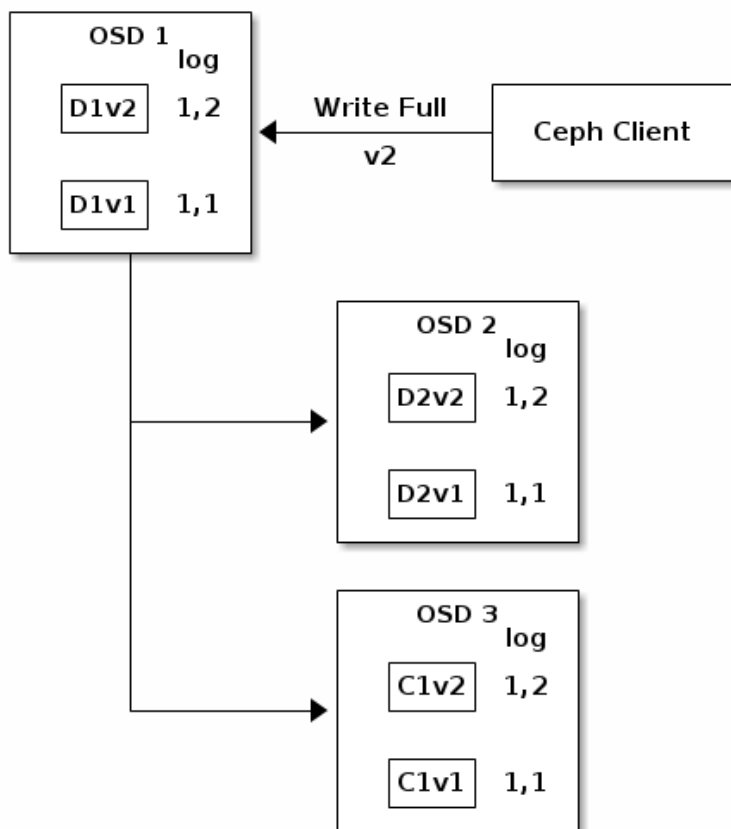 OSD 1
log
D1v2 1,2
Write Full
v2
Ceph Client
D1v1 1,1
OSD 2
log
D2v2 1,2
D2v1 1,1
OSD 3
log
C1v2 1,2
C1v1 1,1